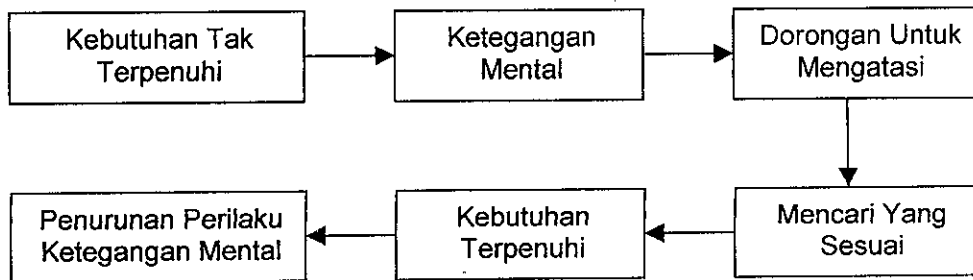 Kebutuhan Tak
Terpenuhi
Ketegangan
Mental
Dorongan Untuk
Mengatasi
Mencari Yang
Sesuai
Kebutuhan
Terpenuhi
Penurunan Perilaku
Ketegangan Mental